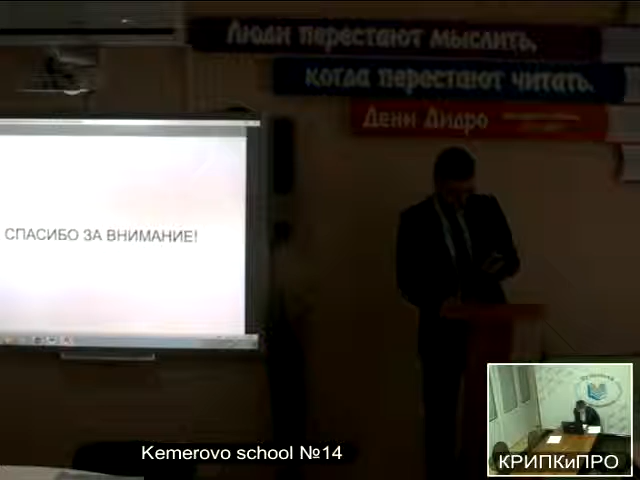 Люди перестают мыслить,
когда перестают читать.
Дени Дидро
СПАСИБО ЗА ВНИМАНИЕ!
Kemerovo school №14
КРИПКиПРО